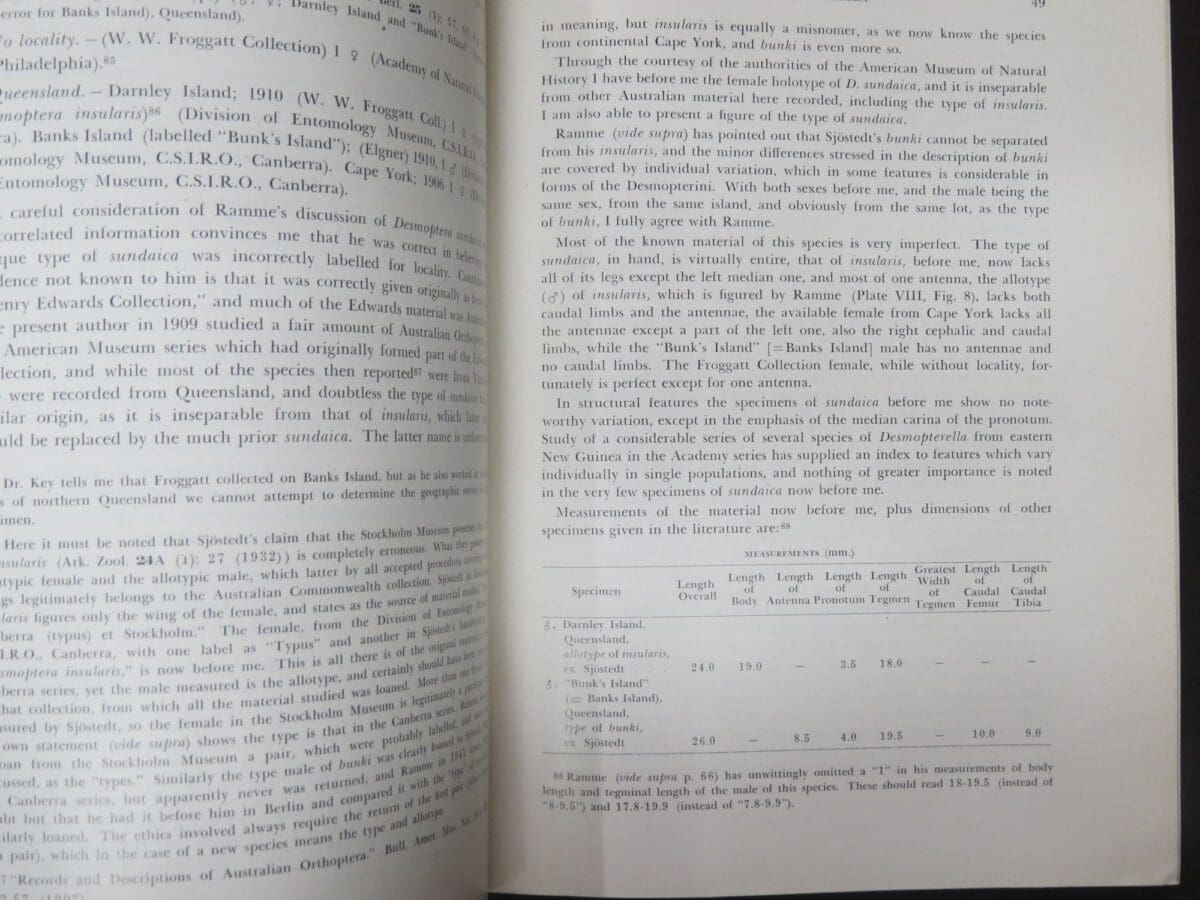 Darnley Island and "Bunk's Island"
error for Banks Island), Queensland).
No locality. — (W. W. Froggatt Collection) 1 ♀ (Academy of Natural
Philadelphia).⁸⁵
Queensland. — Darnley Island; 1910 (W. W. Froggatt Coll.) 1 ♀
insularis)⁸⁶ (Division of Entomology Museum, C.S.I.R.O.,
Banks Island (labelled "Bunk's Island"); (Elgner) 1910, 1 ♂
Museum, C.S.I.R.O., Canberra). Cape York; 1906 1 ♀
Entomology Museum, C.S.I.R.O., Canberra).
careful consideration of Ramme's discussion of Desmoptera
correlated information convinces me that he was correct in believing
type of sundaica was incorrectly labelled for locality.
not known to him is that it was correctly given originally as
Edwards Collection," and much of the Edwards material was
present author in 1909 studied a fair amount of Australian
American Museum series which had originally formed part of the
and while most of the species then reported⁸⁷ were from
were recorded from Queensland, and doubtless the type of sundaica
origin, as it is inseparable from that of insularis, which
be replaced by the much prior sundaica. The latter name is
Dr. Key tells me that Froggatt collected on Banks Island, but as he also worked in
of northern Queensland we cannot attempt to determine the geographic source
Here it must be noted that Sjöstedt's claim that the Stockholm Museum
insularis (Ark. Zool. 24A (1): 27 (1932)) is completely erroneous. What they
female and the allotypic male, which latter by all accepted procedure
legitimately belongs to the Australian Commonwealth collection. Sjöstedt
figures only the wing of the female, and states as the source of material
(typus) et Stockholm." The female, from the Division of Entomology
Canberra, with one label as "Typus" and another in Sjöstedt's
insularis," is now before me. This is all there is of the original material
series, yet the male measured is the allotype, and certainly should have been
that collection, from which all the material studied was loaned. More than one
by Sjöstedt, so the female in the Stockholm Museum is legitimately a
own statement (vide supra) shows the type is that in the Canberra series.
from the Stockholm Museum a pair, which were probably labelled,
as the "types." Similarly the type male of bunki was clearly loaned to
Canberra series, but apparently never was returned, and Ramme in 1941
but that he had it before him in Berlin and compared it with the "type"
loaned. The ethics involved always require the return of the first pair
pair), which in the case of a new species means the type and allotype.
"Records and Descriptions of Australian Orthoptera." Bull. Amer. Mus. Nat.
49
in meaning, but insularis is equally a misnomer, as we now know the species
from continental Cape York, and bunki is even more so.
Through the courtesy of the authorities of the American Museum of Natural
History I have before me the female holotype of D. sundaica, and it is inseparable
from other Australian material here recorded, including the type of insularis.
I am also able to present a figure of the type of sundaica.
Ramme (vide supra) has pointed out that Sjöstedt's bunki cannot be separated
from his insularis, and the minor differences stressed in the description of bunki
are covered by individual variation, which in some features is considerable in
forms of the Desmopterini. With both sexes before me, and the male being the
same sex, from the same island, and obviously from the same lot, as the type
of bunki, I fully agree with Ramme.
Most of the known material of this species is very imperfect. The type of
sundaica, in hand, is virtually entire, that of insularis, before me, now lacks
all of its legs except the left median one, and most of one antenna, the allotype
(♂) of insularis, which is figured by Ramme (Plate VIII, Fig. 8), lacks both
caudal limbs and the antennae, the available female from Cape York lacks all
the antennae except a part of the left one, also the right cephalic and caudal
limbs, while the "Bunk's Island" [=Banks Island] male has no antennae and
no caudal limbs. The Froggatt Collection female, while without locality, for-
tunately is perfect except for one antenna.
In structural features the specimens of sundaica before me show no note-
worthy variation, except in the emphasis of the median carina of the pronotum.
Study of a considerable series of several species of Desmopterella from eastern
New Guinea in the Academy series has supplied an index to features which vary
individually in single populations, and nothing of greater importance is noted
in the very few specimens of sundaica now before me.
Measurements of the material now before me, plus dimensions of other
specimens given in the literature are:⁸⁸
MEASUREMENTS (mm.)
Specimen Length Overall Length of Body Length of Antenna Length of Pronotum Length of Tegmen Greatest Width of Tegmen Length of Caudal Femur Length of Caudal Tibia
♂, Darnley Island,
Queensland,
allotype of insularis,
ex Sjöstedt 24.0 19.0 — 3.5 18.0 — — —
♂, "Bunk's Island"
(= Banks Island),
Queensland,
type of bunki,
ex Sjöstedt 26.0 — 8.5 4.0 19.5 — 10.0 9.0
⁸⁸ Ramme (vide supra p. 66) has unwittingly omitted a "1" in his measurements of body
length and tegminal length of the male of this species. These should read 18-19.5 (instead of
"8-9.5") and 17.8-19.9 (instead of "7.8-9.9").